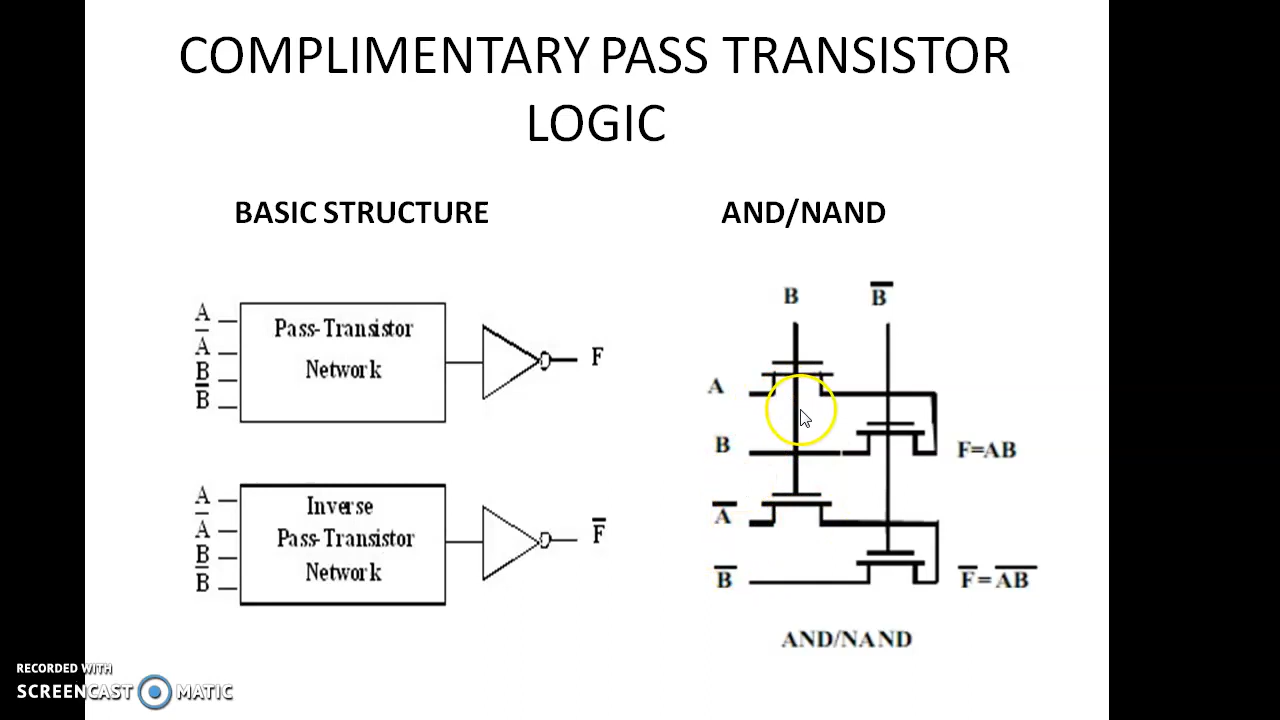 COMPLIMENTARY PASS TRANSISTOR
LOGIC
BASIC STRUCTURE
AND/NAND
A
A̅
B
B̅
Pass-Transistor
Network
F
A
A̅
B
B̅
Inverse
Pass-Transistor
Network
F̅
B
B̅
A
B
F=AB
A̅
B̅
F̅=A̅B̅
AND/NAND
RECORDED WITH
SCREENCAST MATIC